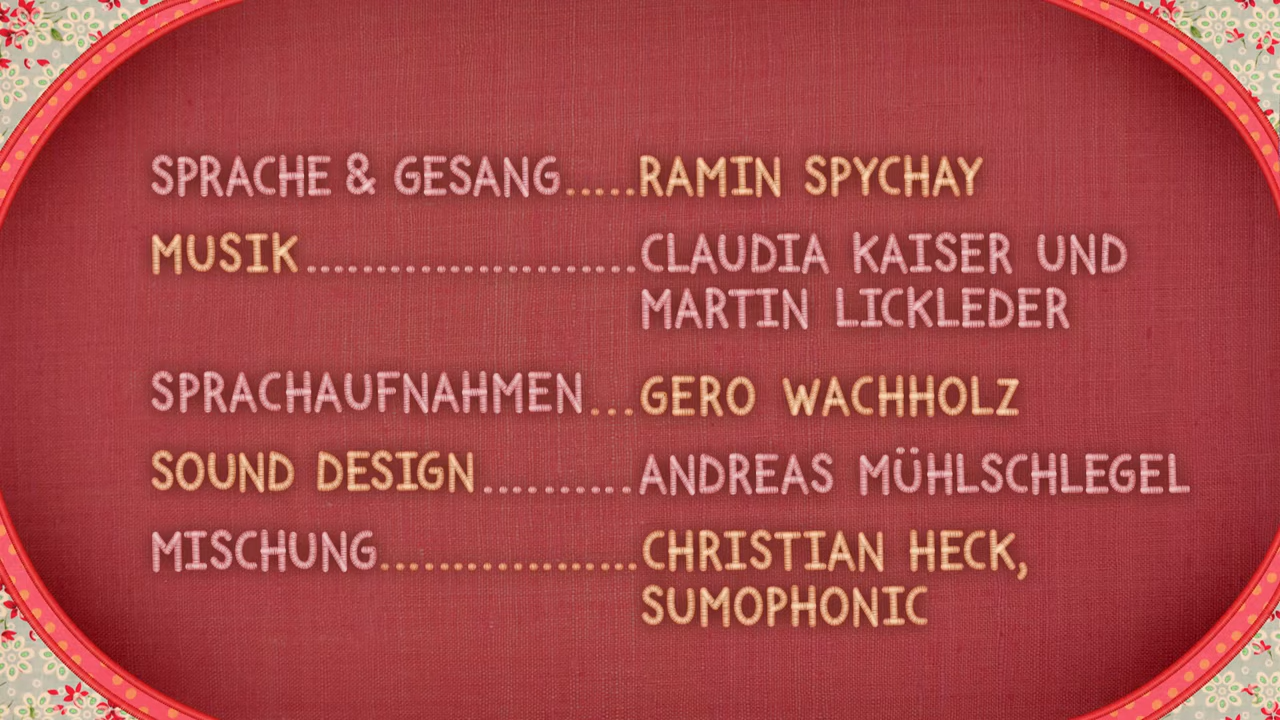 SPRACHE & GESANG.....RAMIN SPYCHAY
MUSIK............................CLAUDIA KAISER UND
MARTIN LICKLEDER
SPRACHAUFNAHMEN...GERO WACHHOLZ
SOUND DESIGN..........ANDREAS MÜHLSCHLEGEL
MISCHUNG.................CHRISTIAN HECK,
SUMOPHONIC